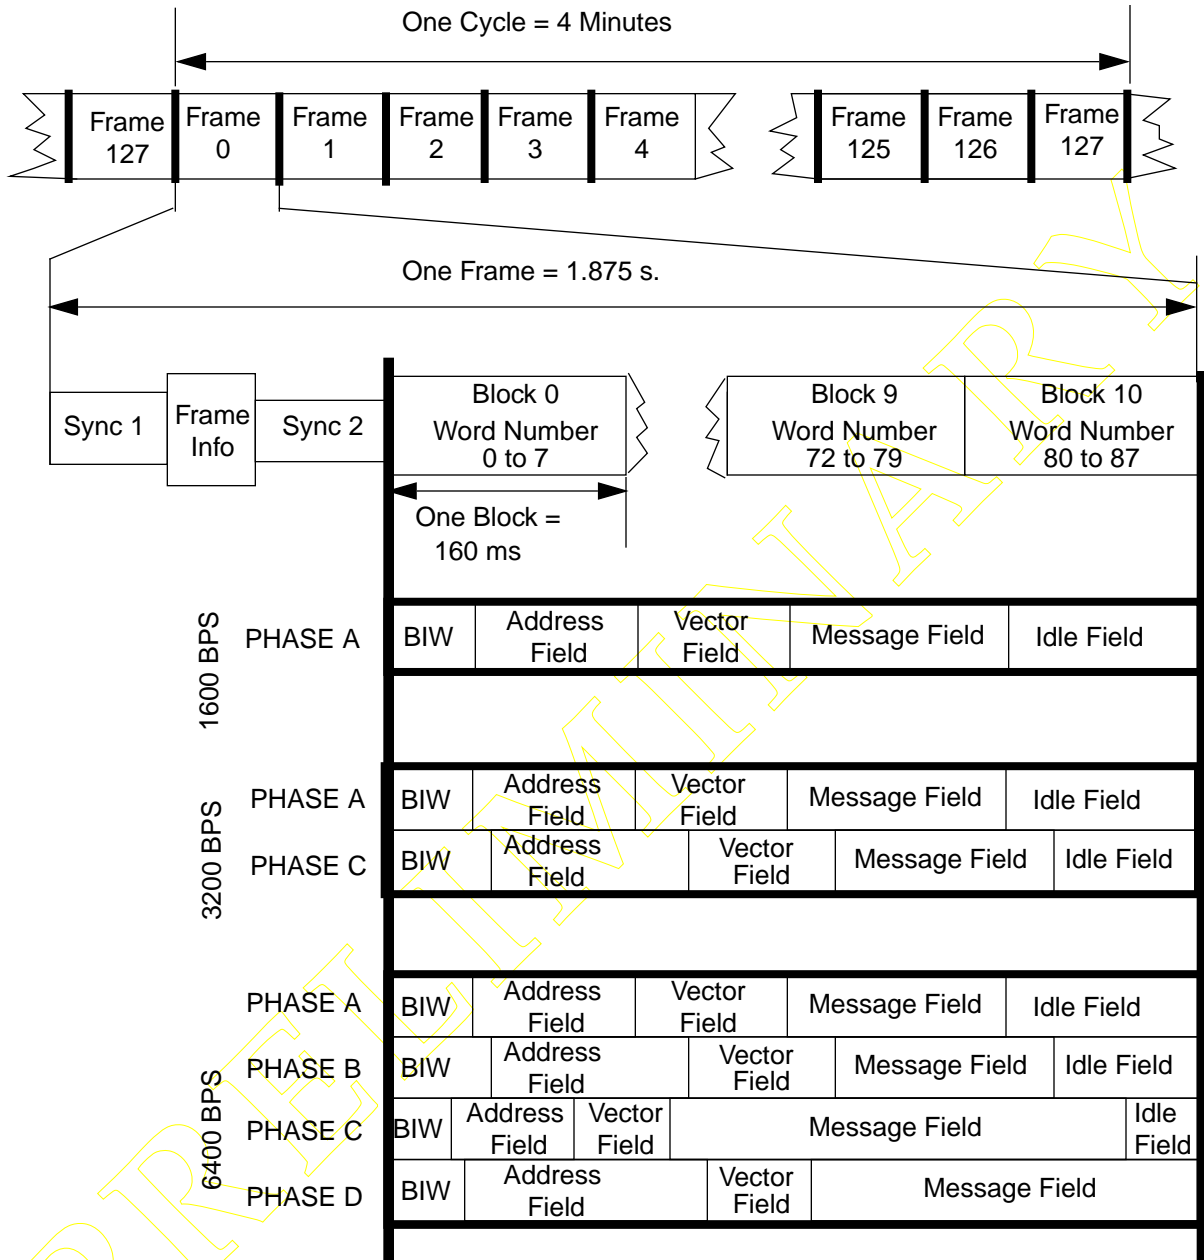 One Cycle = 4 Minutes
Frame 127
Frame 0
Frame 1
Frame 2
Frame 3
Frame 4
Frame 125
Frame 126
Frame 127
One Frame = 1.875 s.
Sync 1
Frame Info
Sync 2
Block 0
Word Number
0 to 7
Block 9
Word Number
72 to 79
Block 10
Word Number
80 to 87
One Block =
160 ms
1600 BPS
PHASE A
BIW
Address Field
Vector Field
Message Field
Idle Field
3200 BPS
PHASE A
BIW
Address Field
Vector Field
Message Field
Idle Field
PHASE C
BIW
Address Field
Vector Field
Message Field
Idle Field
6400 BPS
PHASE A
BIW
Address Field
Vector Field
Message Field
Idle Field
PHASE B
BIW
Address Field
Vector Field
Message Field
Idle Field
PHASE C
BIW
Address Field
Vector Field
Message Field
Idle Field
PHASE D
BIW
Address Field
Vector Field
Message Field
PRELIMINARY